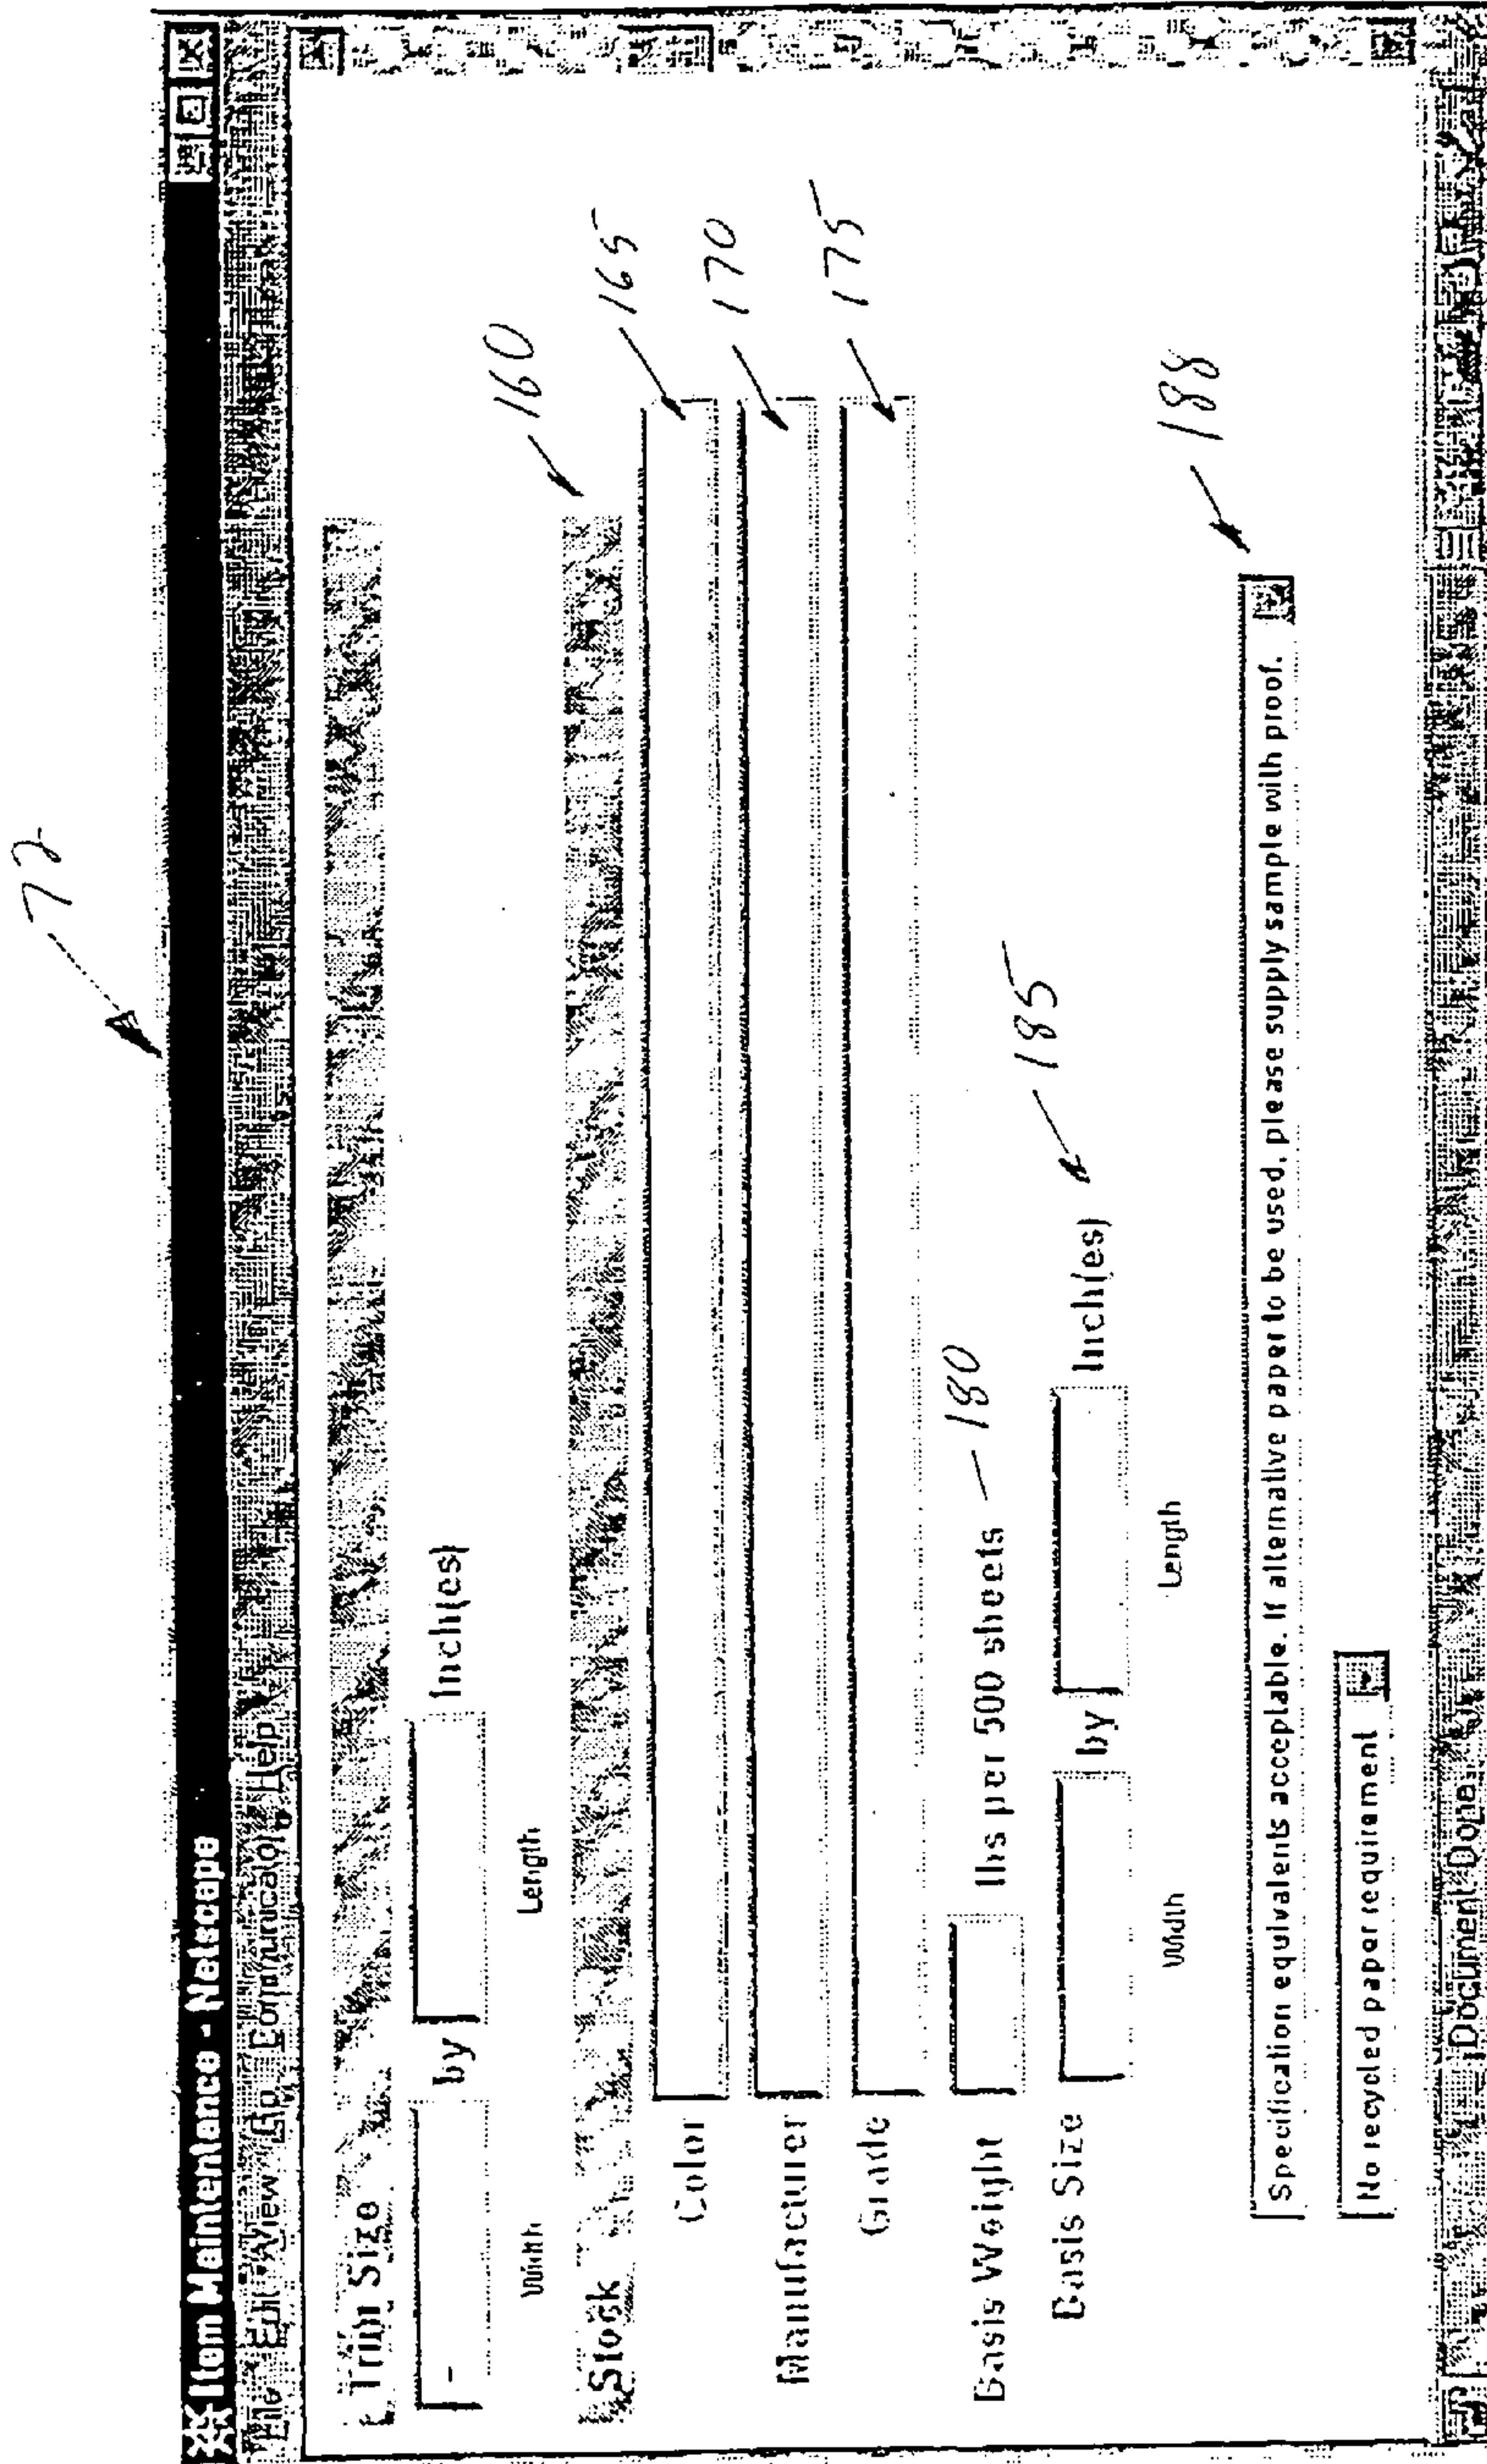 72
Item Maintenance - Netscape
File Edit View Go Communicator Help
Trim Size
by Inch(es)
Width Length
Stock 160
Color 165
Manufacturer 170
Grade 175
Basis Weight lbs per 500 sheets 180
Basis Size by Inch(es) 185
Width Length
Specification equivalents acceptable. If alternative paper to be used, please supply sample with proof. 188
No recycled paper requirement
Document Done